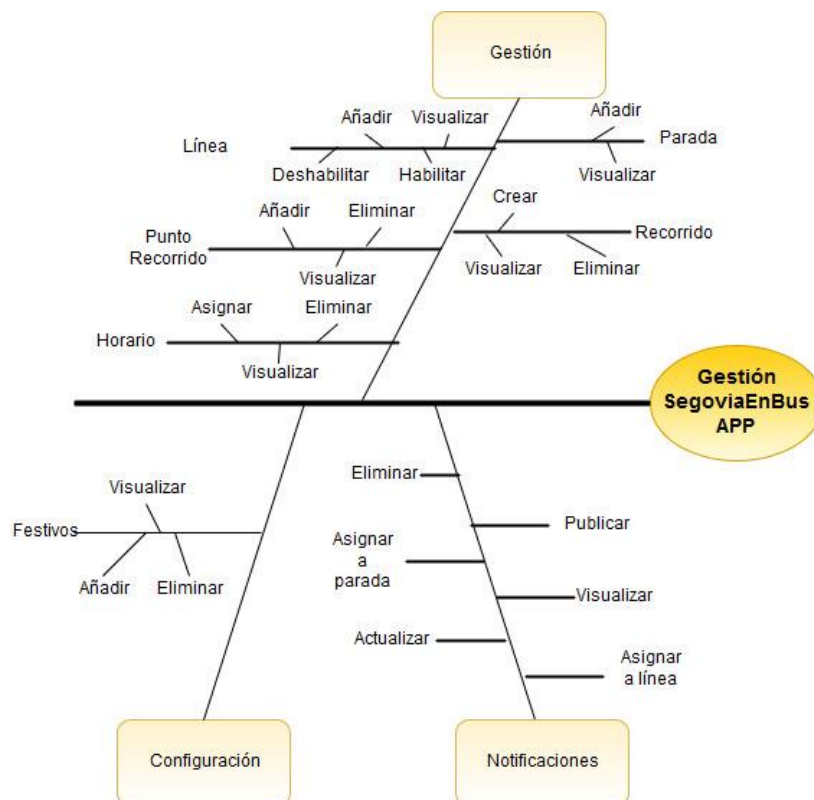 Gestión
Añadir
Visualizar
Línea
Deshabilitar
Habilitar
Añadir
Parada
Visualizar
Añadir
Eliminar
Punto
Recorrido
Visualizar
Crear
Recorrido
Visualizar
Eliminar
Asignar
Eliminar
Horario
Visualizar
Gestión
SegoviaEnBus
APP
Visualizar
Festivos
Añadir
Eliminar
Eliminar
Publicar
Asignar
a
parada
Visualizar
Actualizar
Asignar
a línea
Configuración
Notificaciones